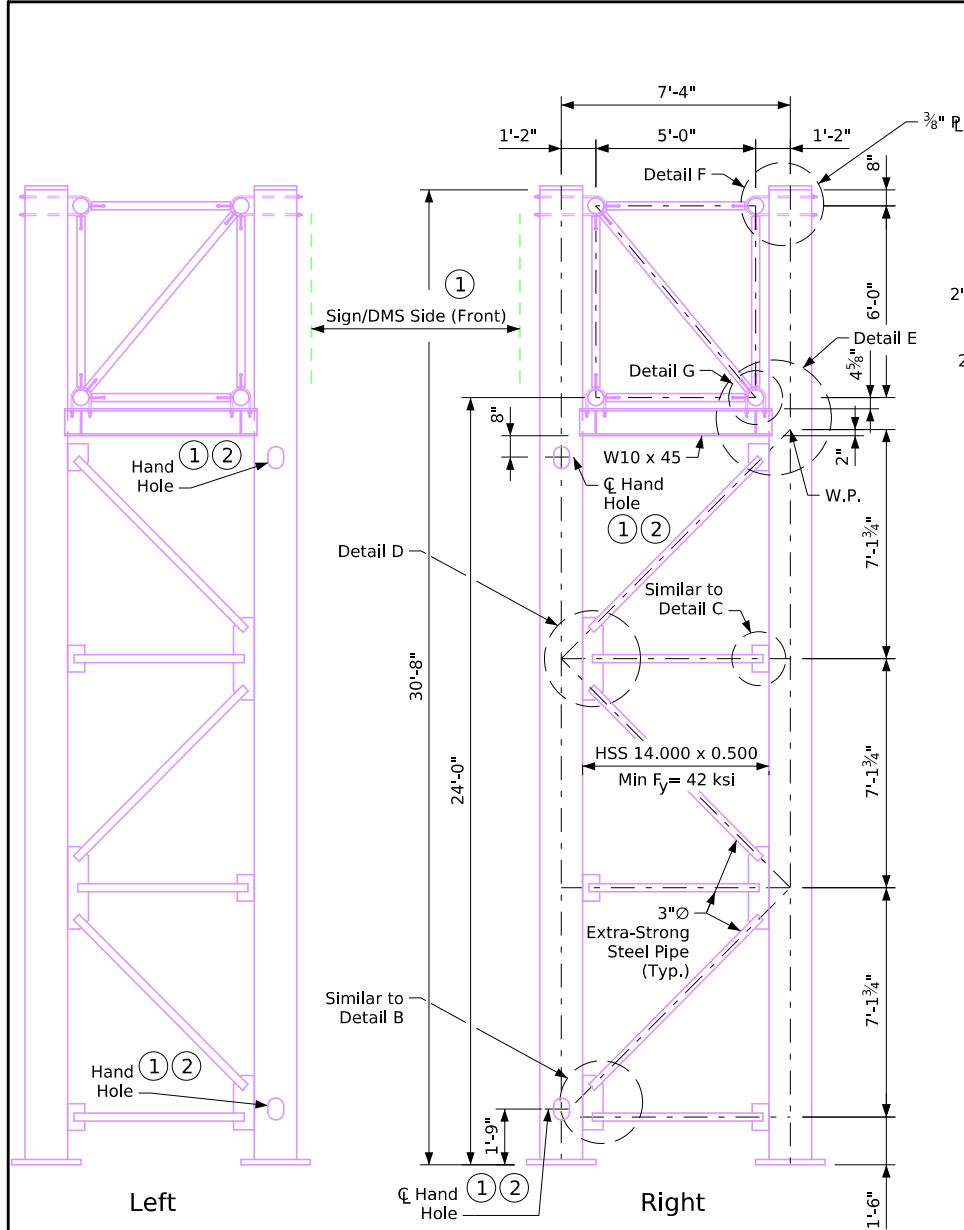 7'-4"
1'-2"
5'-0"
1'-2"
⅜" ℄
Detail F
8"
1
Sign/DMS Side (Front)
6'-0"
2'
Detail E
4⅝"
2
Detail G
8"
W10 x 45
2"
Hand
Hole
1 2
℄ Hand
Hole
1 2
W.P.
Detail D
7'-1¾"
Similar to
Detail C
30'-8"
24'-0"
HSS 14.000 x 0.500
Min Fy= 42 ksi
7'-1¾"
3"Ø
Extra-Strong
Steel Pipe
(Typ.)
Similar to
Detail B
7'-1¾"
Hand
Hole
1 2
1'-9"
℄ Hand
Hole
1 2
1'-6"
Left
Right